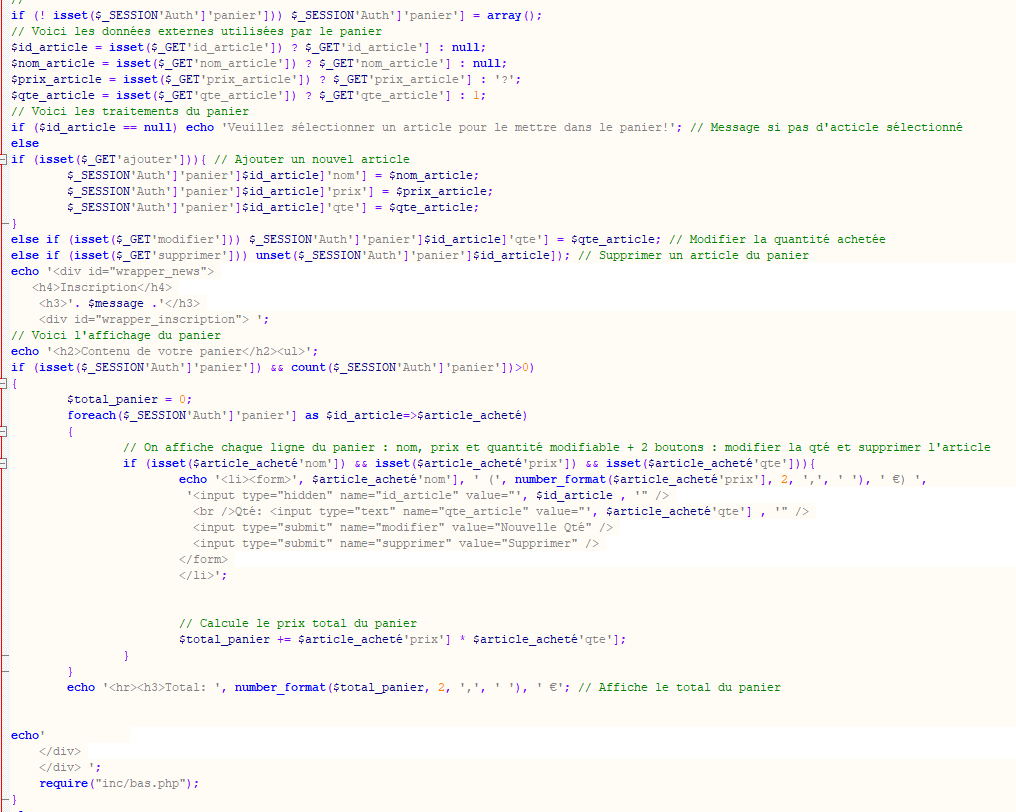 //
if (! isset($_SESSION'Auth']'panier'])) $_SESSION'Auth']'panier'] = array();
// Voici les données externes utilisées par le panier
$id_article = isset($_GET'id_article']) ? $_GET'id_article'] : null;
$nom_article = isset($_GET'nom_article']) ? $_GET'nom_article'] : null;
$prix_article = isset($_GET'prix_article']) ? $_GET'prix_article'] : '?';
$qte_article = isset($_GET'qte_article']) ? $_GET'qte_article'] : 1;
// Voici les traitements du panier
if ($id_article == null) echo 'Veuillez sélectionner un article pour le mettre dans le panier!'; // Message si pas d'acticle sélectionné
else
if (isset($_GET'ajouter'])){ // Ajouter un nouvel article
$_SESSION'Auth']'panier']$id_article]'nom'] = $nom_article;
$_SESSION'Auth']'panier']$id_article]'prix'] = $prix_article;
$_SESSION'Auth']'panier']$id_article]'qte'] = $qte_article;
}
else if (isset($_GET'modifier'])) $_SESSION'Auth']'panier']$id_article]'qte'] = $qte_article; // Modifier la quantité achetée
else if (isset($_GET'supprimer'])) unset($_SESSION'Auth']'panier']$id_article]); // Supprimer un article du panier
echo '<div id="wrapper_news">
<h4>Inscription</h4>
<h3>'. $message .'</h3>
<div id="wrapper_inscription"> ';
// Voici l'affichage du panier
echo '<h2>Contenu de votre panier</h2><ul>';
if (isset($_SESSION'Auth']'panier']) && count($_SESSION'Auth']'panier'])>0)
{
$total_panier = 0;
foreach($_SESSION'Auth']'panier'] as $id_article=>$article_acheté)
{
// On affiche chaque ligne du panier : nom, prix et quantité modifiable + 2 boutons : modifier la qté et supprimer l'article
if (isset($article_acheté'nom']) && isset($article_acheté'prix']) && isset($article_acheté'qte'])){
echo '<li><form>', $article_acheté'nom'], ' (', number_format($article_acheté'prix'], 2, ',', ' '), ' €) ',
'<input type="hidden" name="id_article" value="', $id_article , '" />
<br />Qté: <input type="text" name="qte_article" value="', $article_acheté'qte'] , '" />
<input type="submit" name="modifier" value="Nouvelle Qté" />
<input type="submit" name="supprimer" value="Supprimer" />
</form>
</li>';
// Calcule le prix total du panier
$total_panier += $article_acheté'prix'] * $article_acheté'qte'];
}
}
echo '<hr><h3>Total: ', number_format($total_panier, 2, ',', ' '), ' €'; // Affiche le total du panier
echo'
</div>
</div> ';
require("inc/bas.php");
}